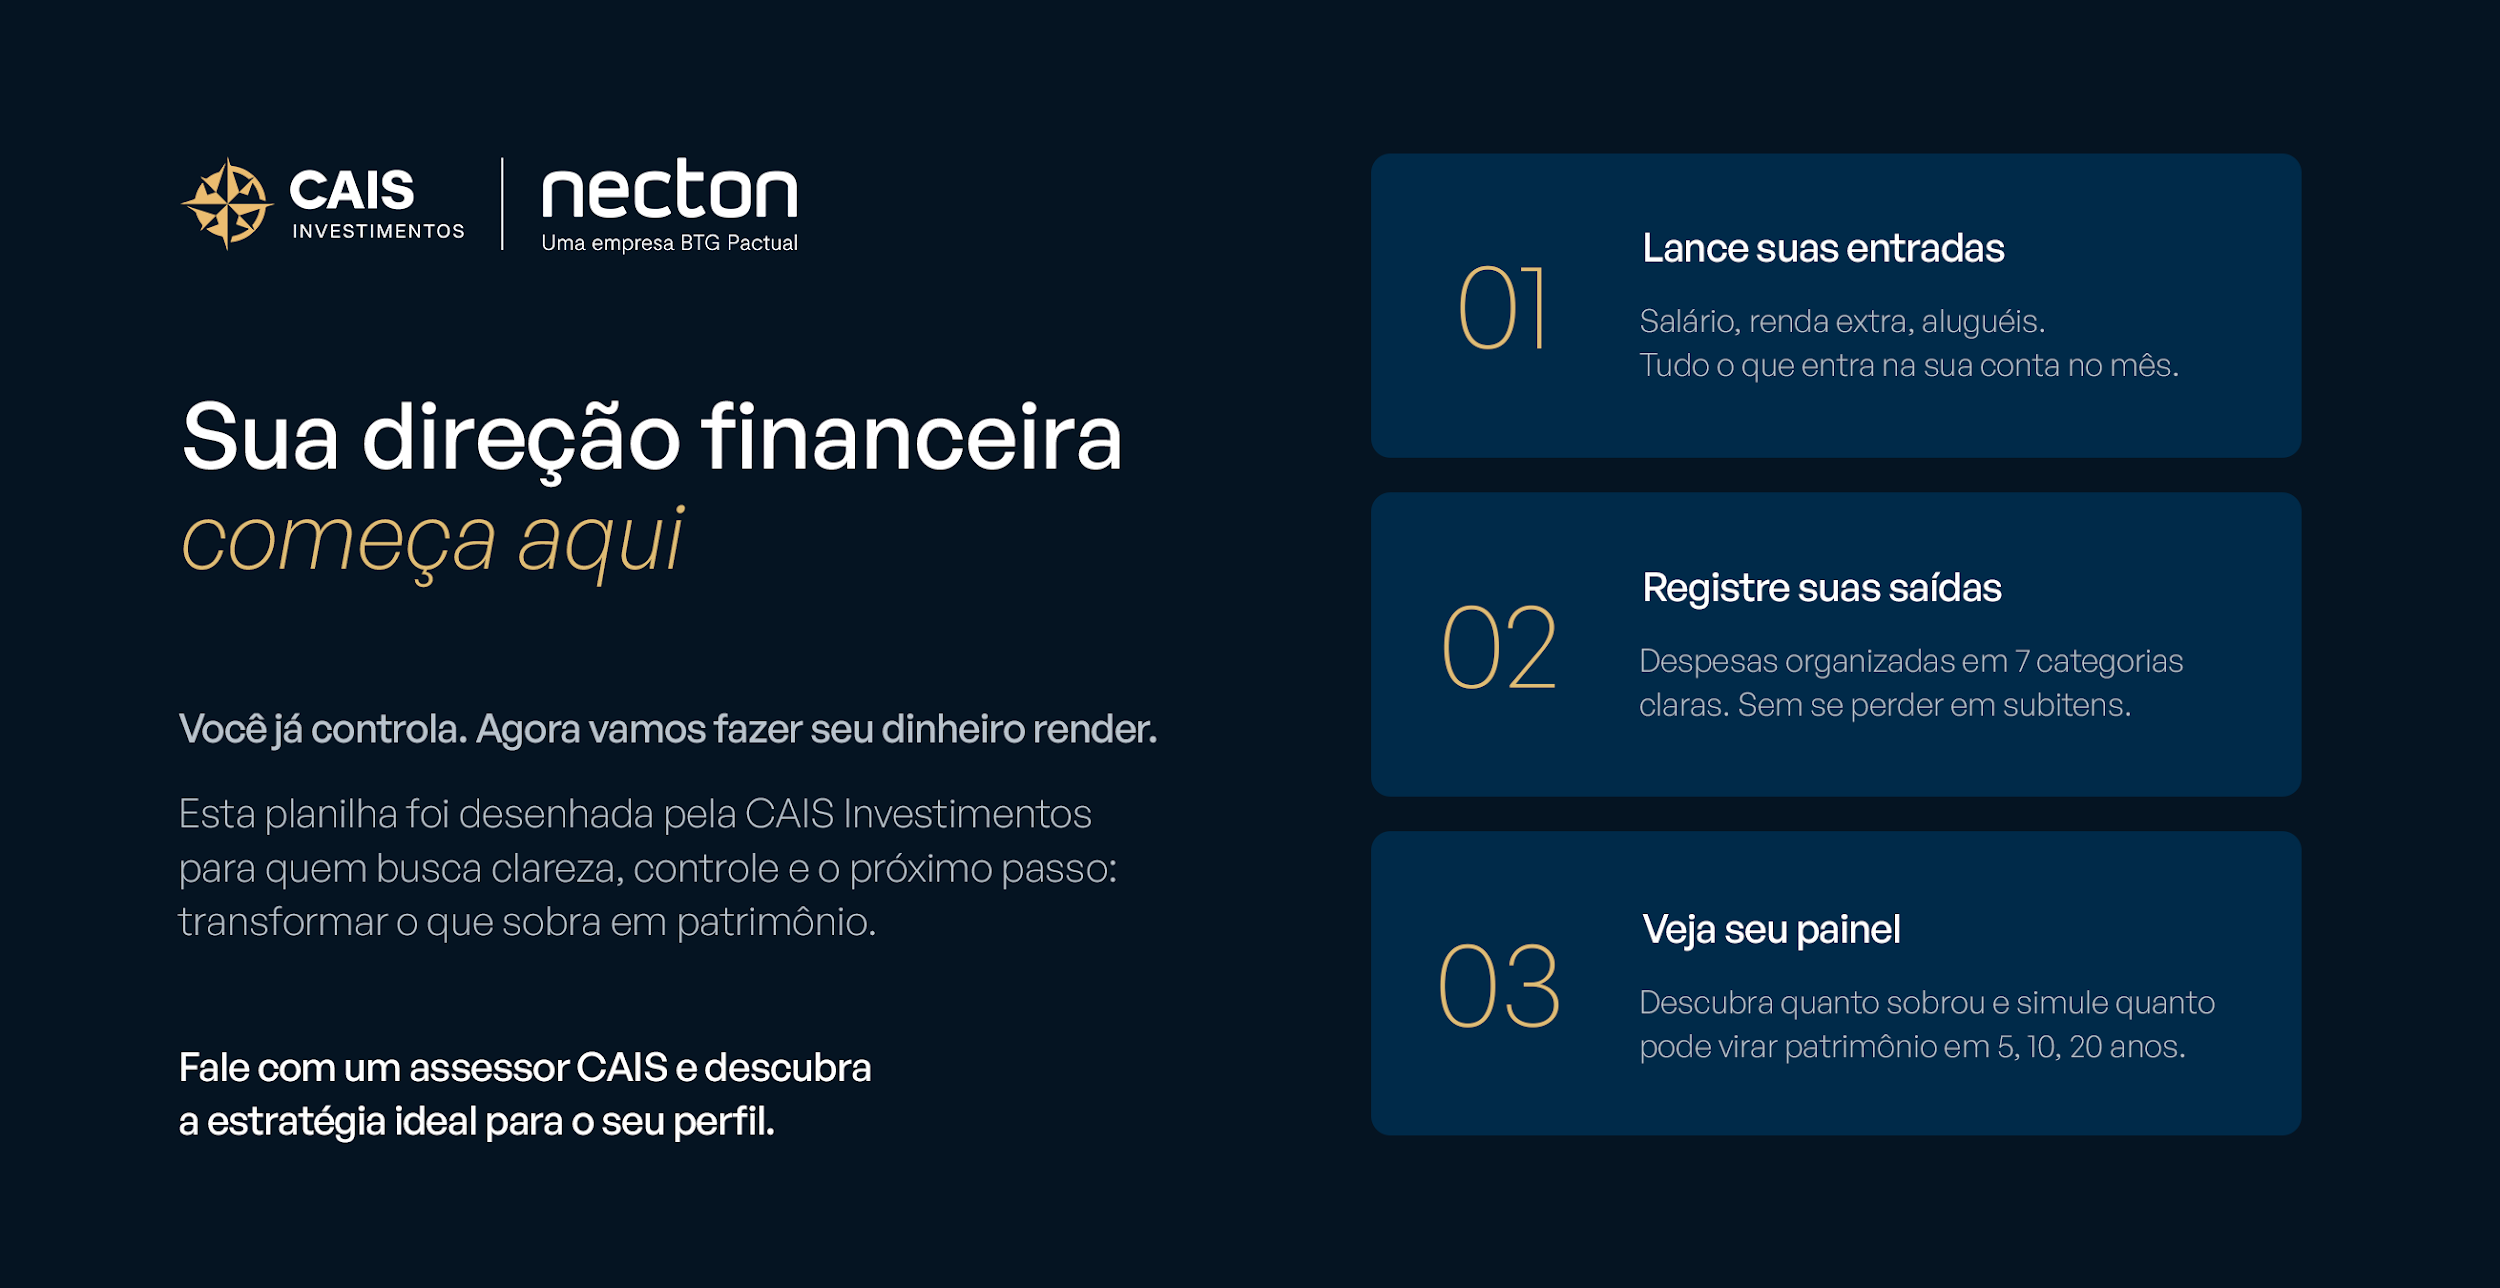 CAIS
INVESTIMENTOS
necton
Uma empresa BTG Pactual
Sua direção financeira
começa aqui
Você já controla. Agora vamos fazer seu dinheiro render.
Esta planilha foi desenhada pela CAIS Investimentos
para quem busca clareza, controle e o próximo passo:
transformar o que sobra em patrimônio.
Fale com um assessor CAIS e descubra
a estratégia ideal para o seu perfil.
01
Lance suas entradas
Salário, renda extra, aluguéis.
Tudo o que entra na sua conta no mês.
02
Registre suas saídas
Despesas organizadas em 7 categorias
claras. Sem se perder em subitens.
03
Veja seu painel
Descubra quanto sobrou e simule quanto
pode virar patrimônio em 5, 10, 20 anos.